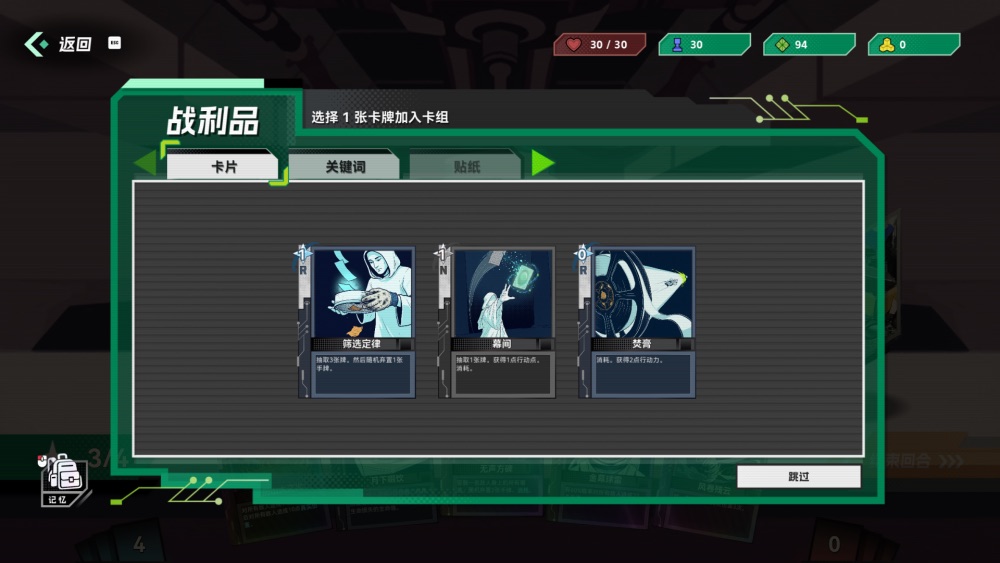 返回
ESC
30 / 30
30
94
0
战利品
选择 1 张卡牌加入卡组
卡片
关键词
贴纸
1
R
筛选定律
抽取3张牌。然后随机弃置1张
手牌。
1
N
幕间
抽取1张牌。获得1点行动点。
消耗。
0
R
焚膏
消耗。获得2点行动力。
3/4
记忆
跳过
4
0